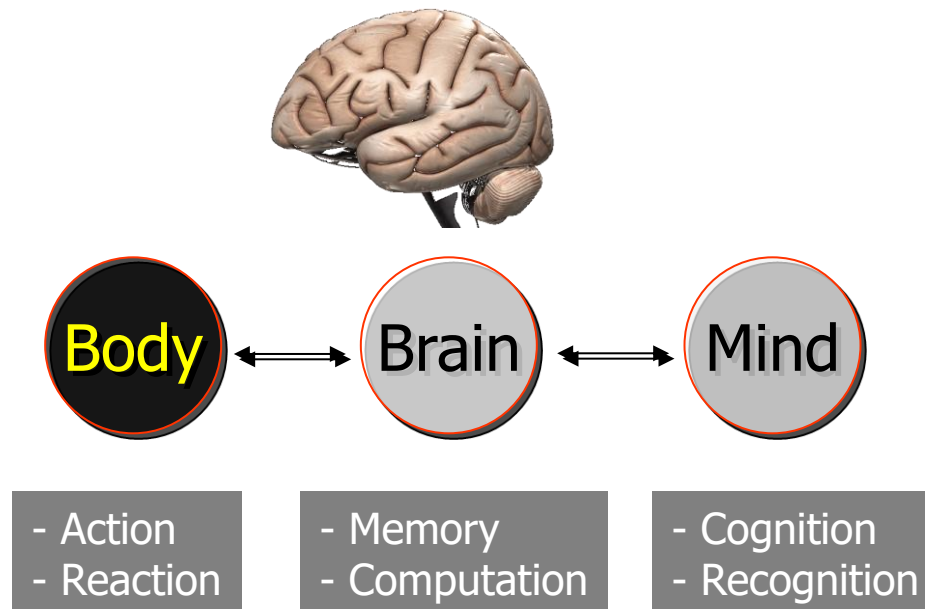 Body
Brain
Mind
- Action
- Reaction
- Memory
- Computation
- Cognition
- Recognition